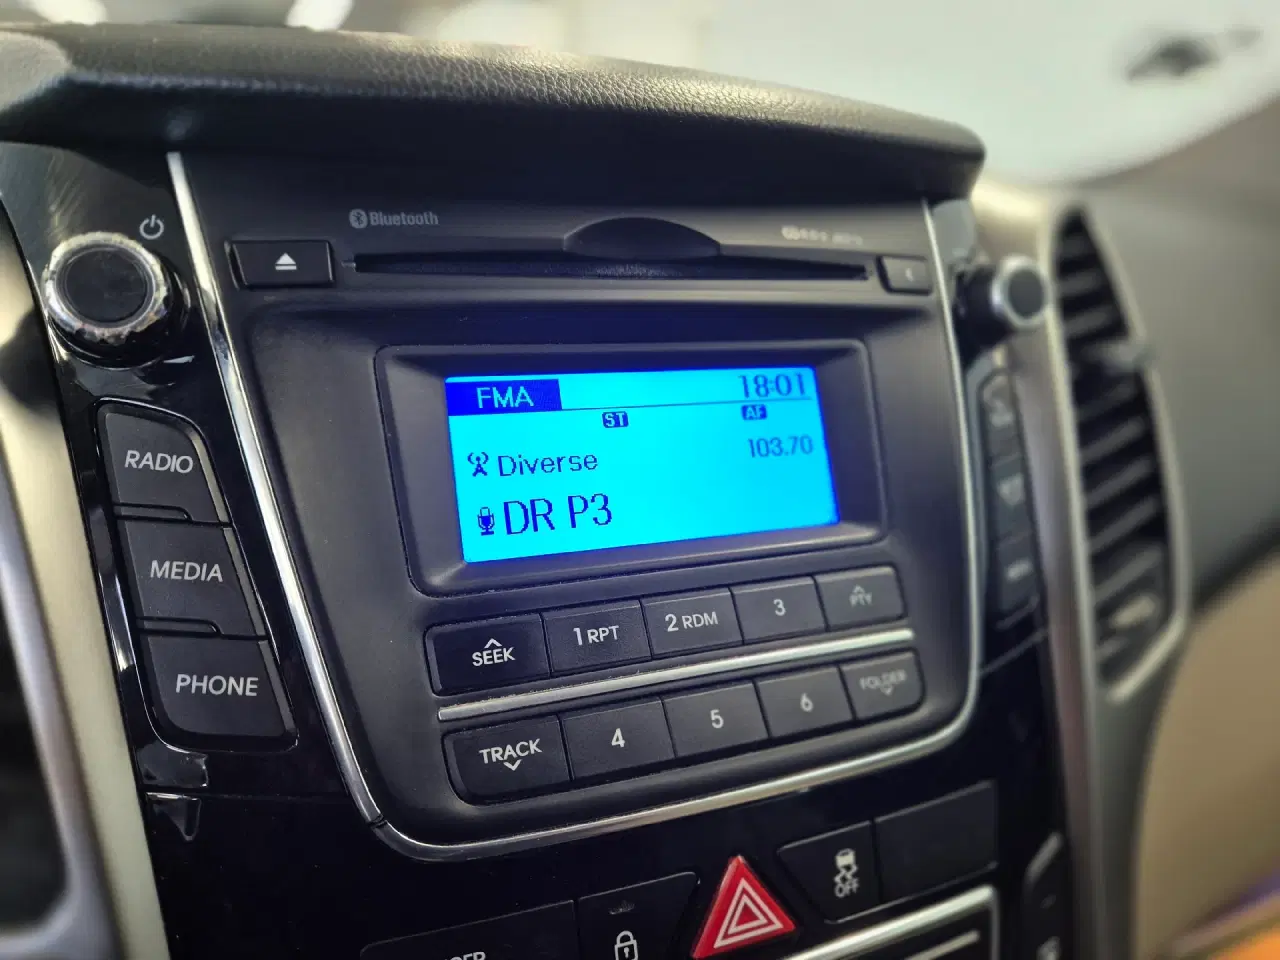 Bluetooth
FMA 18:01
ST AF
Diverse 103.70
DR P3
RADIO
MEDIA
PHONE
SEEK 1 RPT 2 RDM 3 PTY
TRACK 4 5 6 FOLDER
OFF